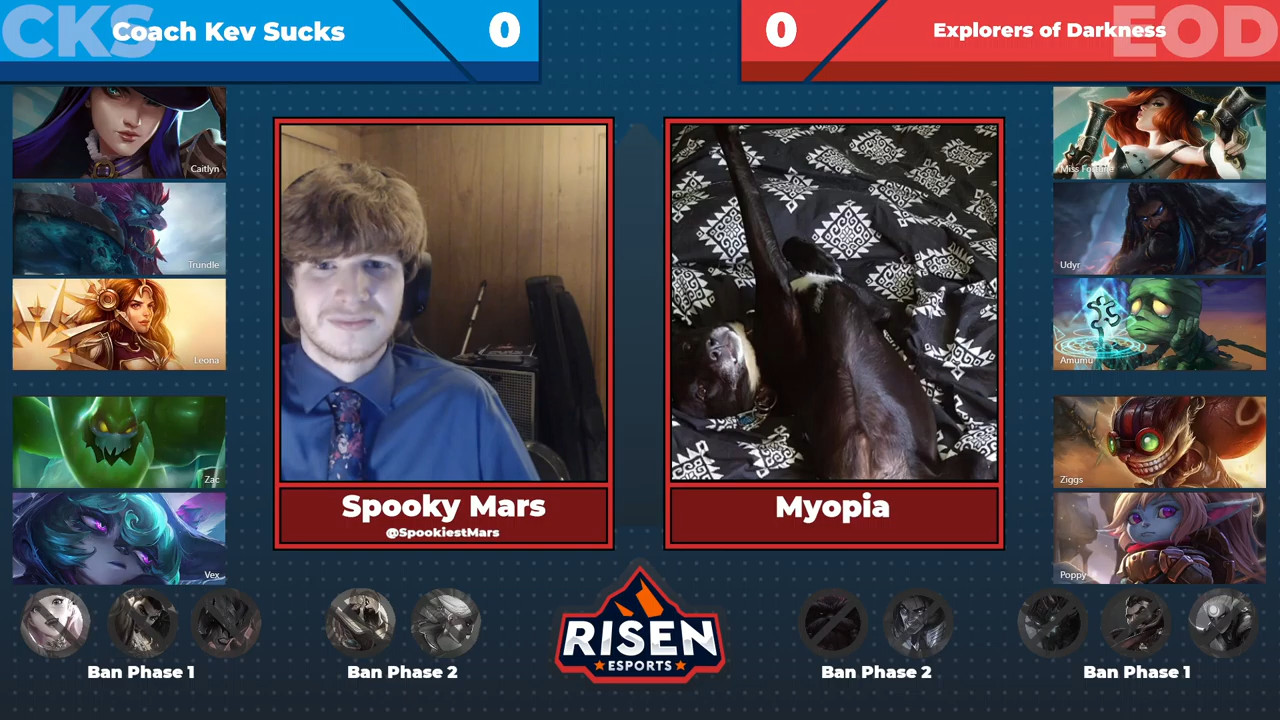 CKS
Coach Kev Sucks
0
0
Explorers of Darkness
EOD
Caitlyn
Trundle
Leona
Zac
Vex
Miss Fortune
Udyr
Amumu
Ziggs
Poppy
Spooky Mars
@SpookiestMars
Myopia
RISEN
ESPORTS
Ban Phase 1
Ban Phase 2
Ban Phase 2
Ban Phase 1